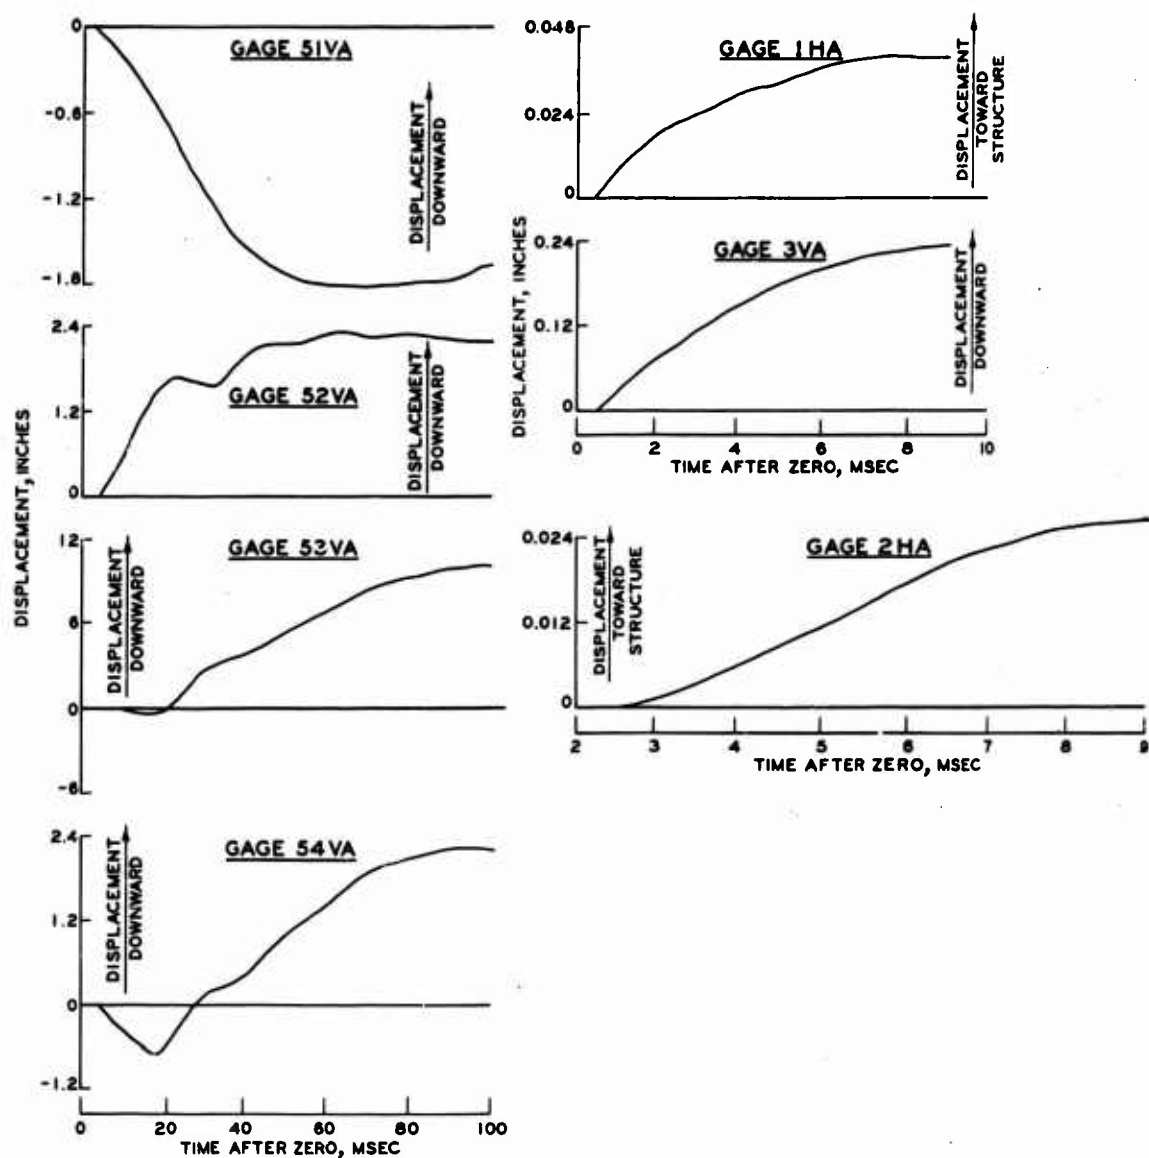 DISPLACEMENT, INCHES
0
-0.6
-1.2
-1.8
GAGE 51VA
DISPLACEMENT
DOWNWARD
2.4
1.2
0
GAGE 52VA
DISPLACEMENT
DOWNWARD
12
6
0
-6
GAGE 53VA
DISPLACEMENT
DOWNWARD
2.4
1.2
0
-1.2
GAGE 54VA
DISPLACEMENT
DOWNWARD
0 20 40 60 80 100
TIME AFTER ZERO, MSEC
DISPLACEMENT, INCHES
0.048
0.024
0
GAGE 1HA
DISPLACEMENT
TOWARD
STRUCTURE
0.24
0.12
0
GAGE 3VA
DISPLACEMENT
DOWNWARD
0 2 4 6 8 10
TIME AFTER ZERO, MSEC
0.024
0.012
0
DISPLACEMENT
TOWARD
STRUCTURE
GAGE 2HA
2 3 4 5 6 7 8 9
TIME AFTER ZERO, MSEC